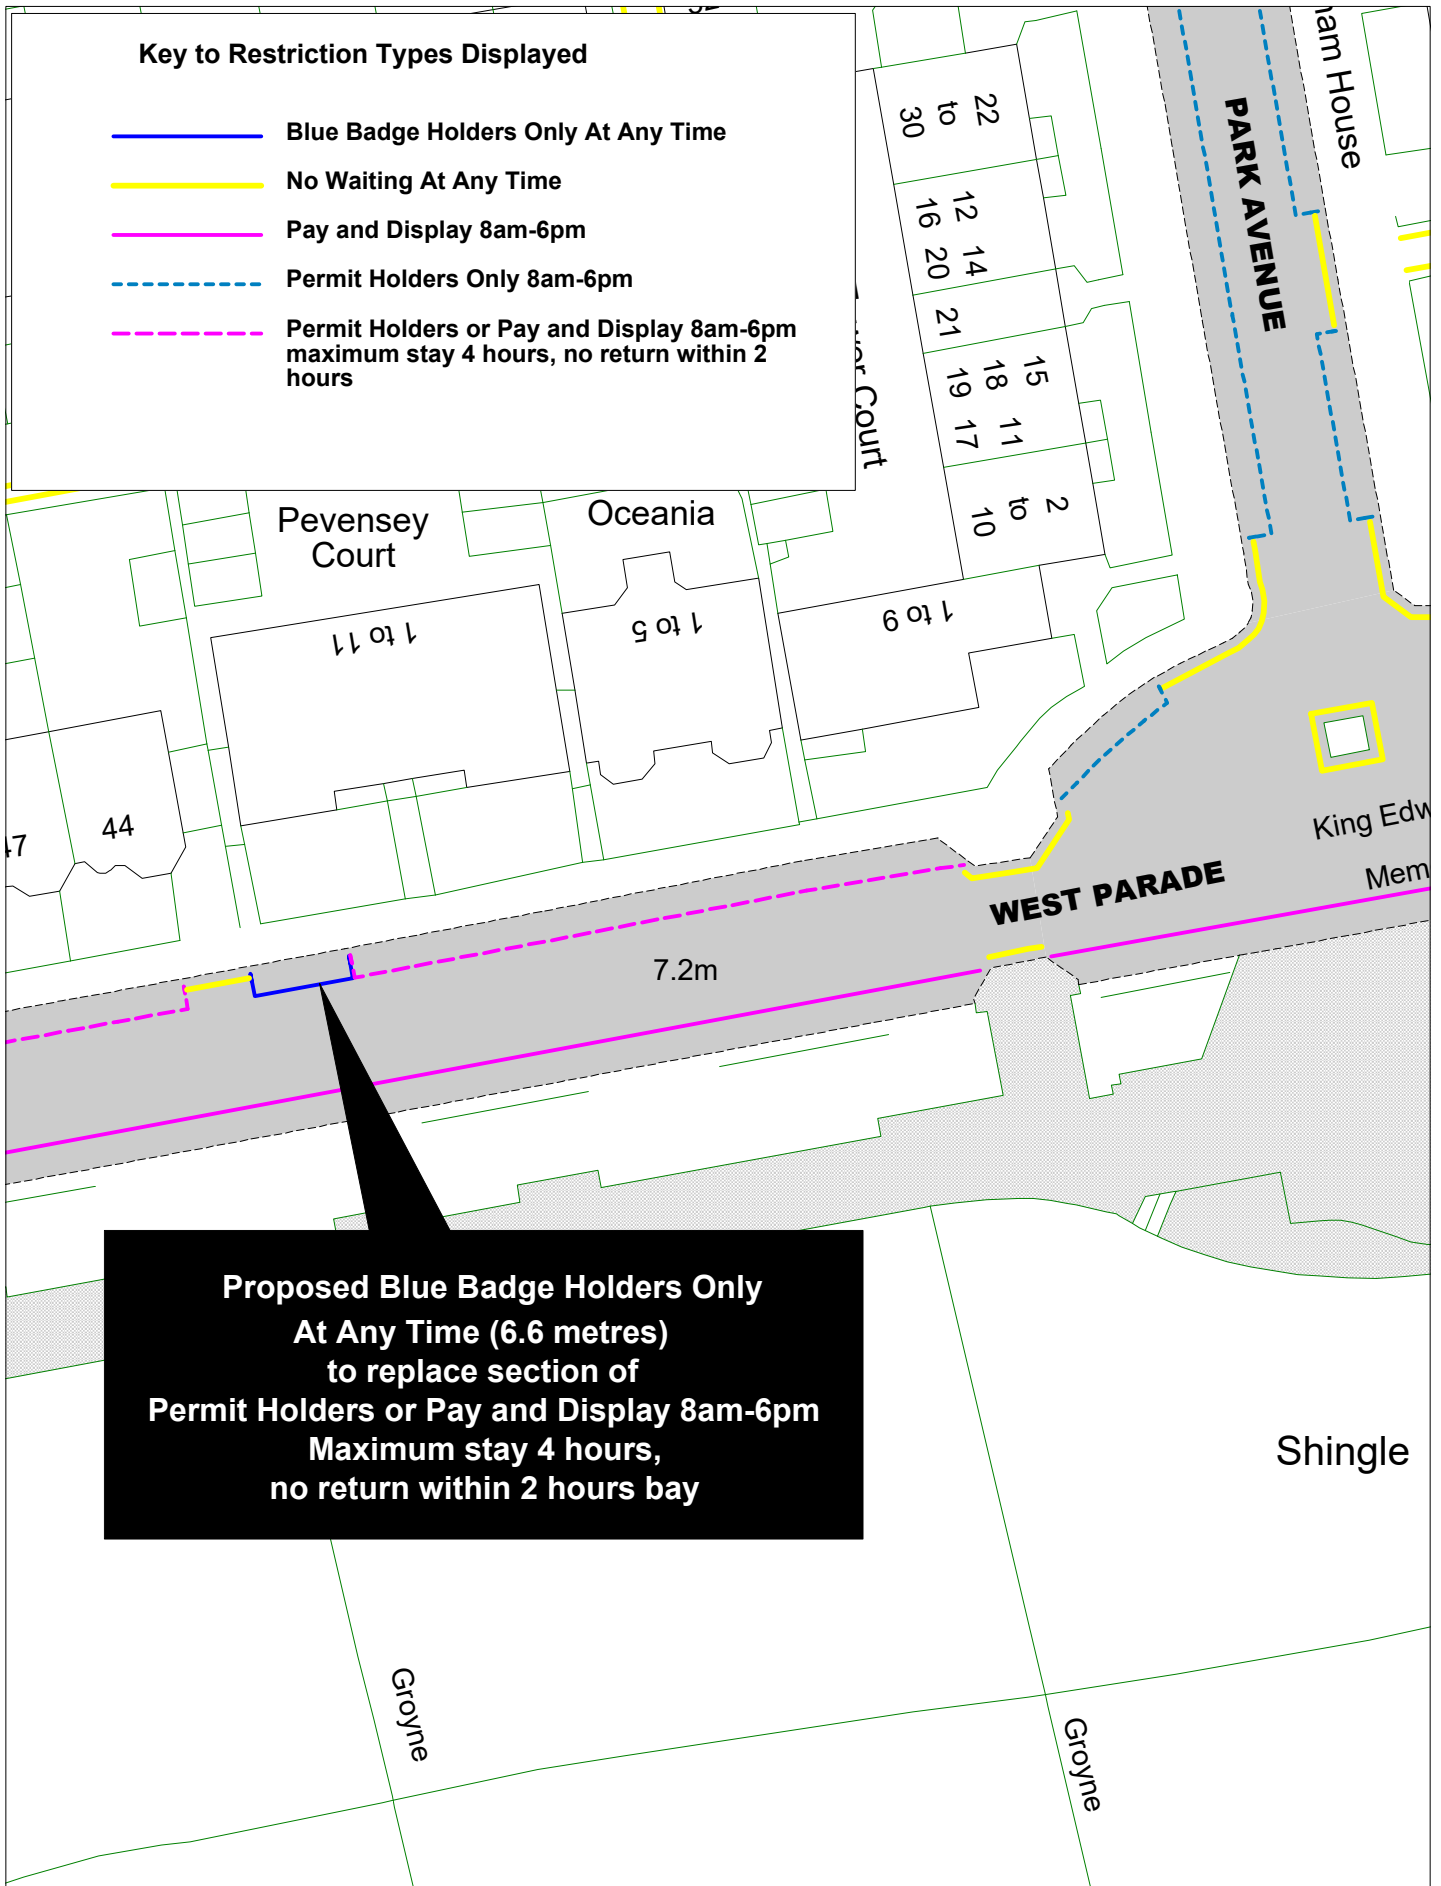 Key to Restriction Types Displayed
Blue Badge Holders Only At Any Time
No Waiting At Any Time
Pay and Display 8am-6pm
Permit Holders Only 8am-6pm
Permit Holders or Pay and Display 8am-6pm
maximum stay 4 hours, no return within 2
hours
22
to
30
12
16
14
20
21
15
18
19
11
17
2
to
10
Court
PARK AVENUE
House
Pevensey
Court
Oceania
1 to 11
1 to 5
1 to 9
44
King Edw
Mem
WEST PARADE
7.2m
Proposed Blue Badge Holders Only
At Any Time (6.6 metres)
to replace section of
Permit Holders or Pay and Display 8am-6pm
Maximum stay 4 hours,
no return within 2 hours bay
Shingle
Groyne
Groyne